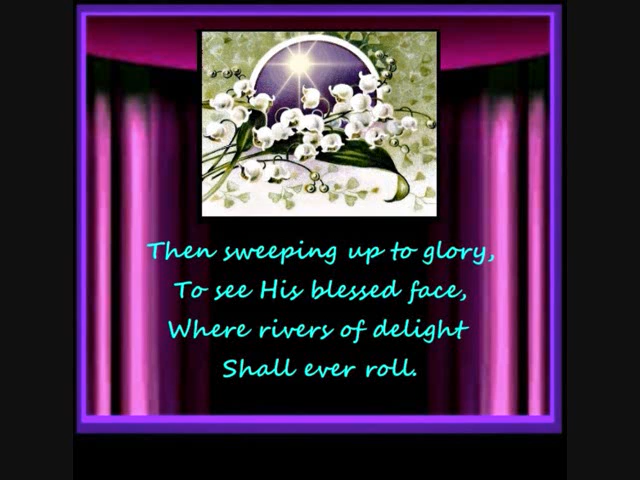 Then sweeping up to glory,
To see His blessed face,
Where rivers of delight
Shall ever roll.